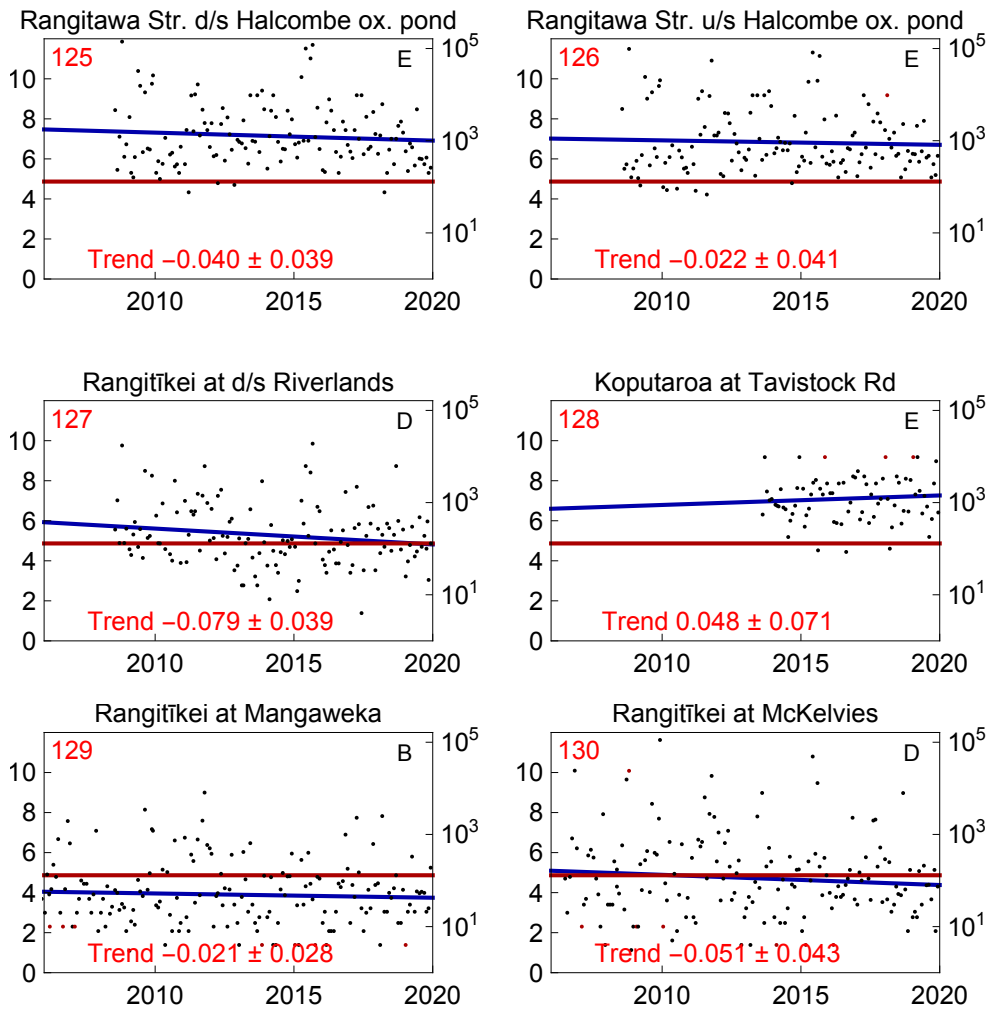 Rangitawa Str. d/s Halcombe ox. pond
125
E
10
8
6
4
2
0
10^5
10^3
10^1
Trend −0.040 ± 0.039
2010 2015 2020
Rangitawa Str. u/s Halcombe ox. pond
126
E
10
8
6
4
2
0
10^5
10^3
10^1
Trend −0.022 ± 0.041
2010 2015 2020
Rangitīkei at d/s Riverlands
127
D
10
8
6
4
2
0
10^5
10^3
10^1
Trend −0.079 ± 0.039
2010 2015 2020
Koputaroa at Tavistock Rd
128
E
10
8
6
4
2
0
10^5
10^3
10^1
Trend 0.048 ± 0.071
2010 2015 2020
Rangitīkei at Mangaweka
129
B
10
8
6
4
2
0
10^5
10^3
10^1
Trend −0.021 ± 0.028
2010 2015 2020
Rangitīkei at McKelvies
130
D
10
8
6
4
2
0
10^5
10^3
10^1
Trend −0.051 ± 0.043
2010 2015 2020